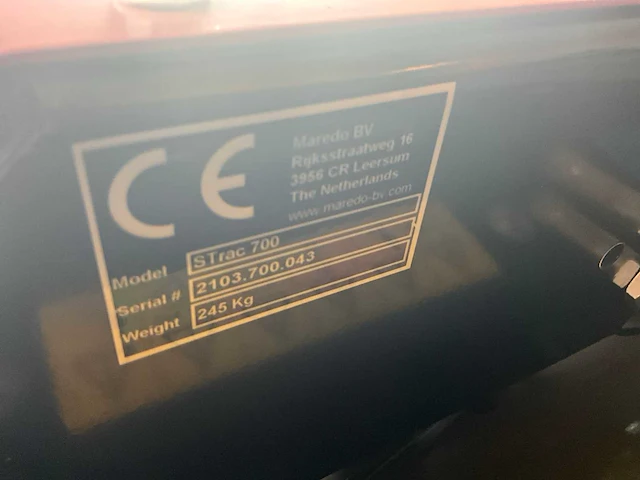 CE
Maredo BV
Rijksstraatweg 16
3956 CR Leersum
The Netherlands
www.maredo-bv.com
Model STrac 700
Serial # 2103.700.043
Weight 245 Kg